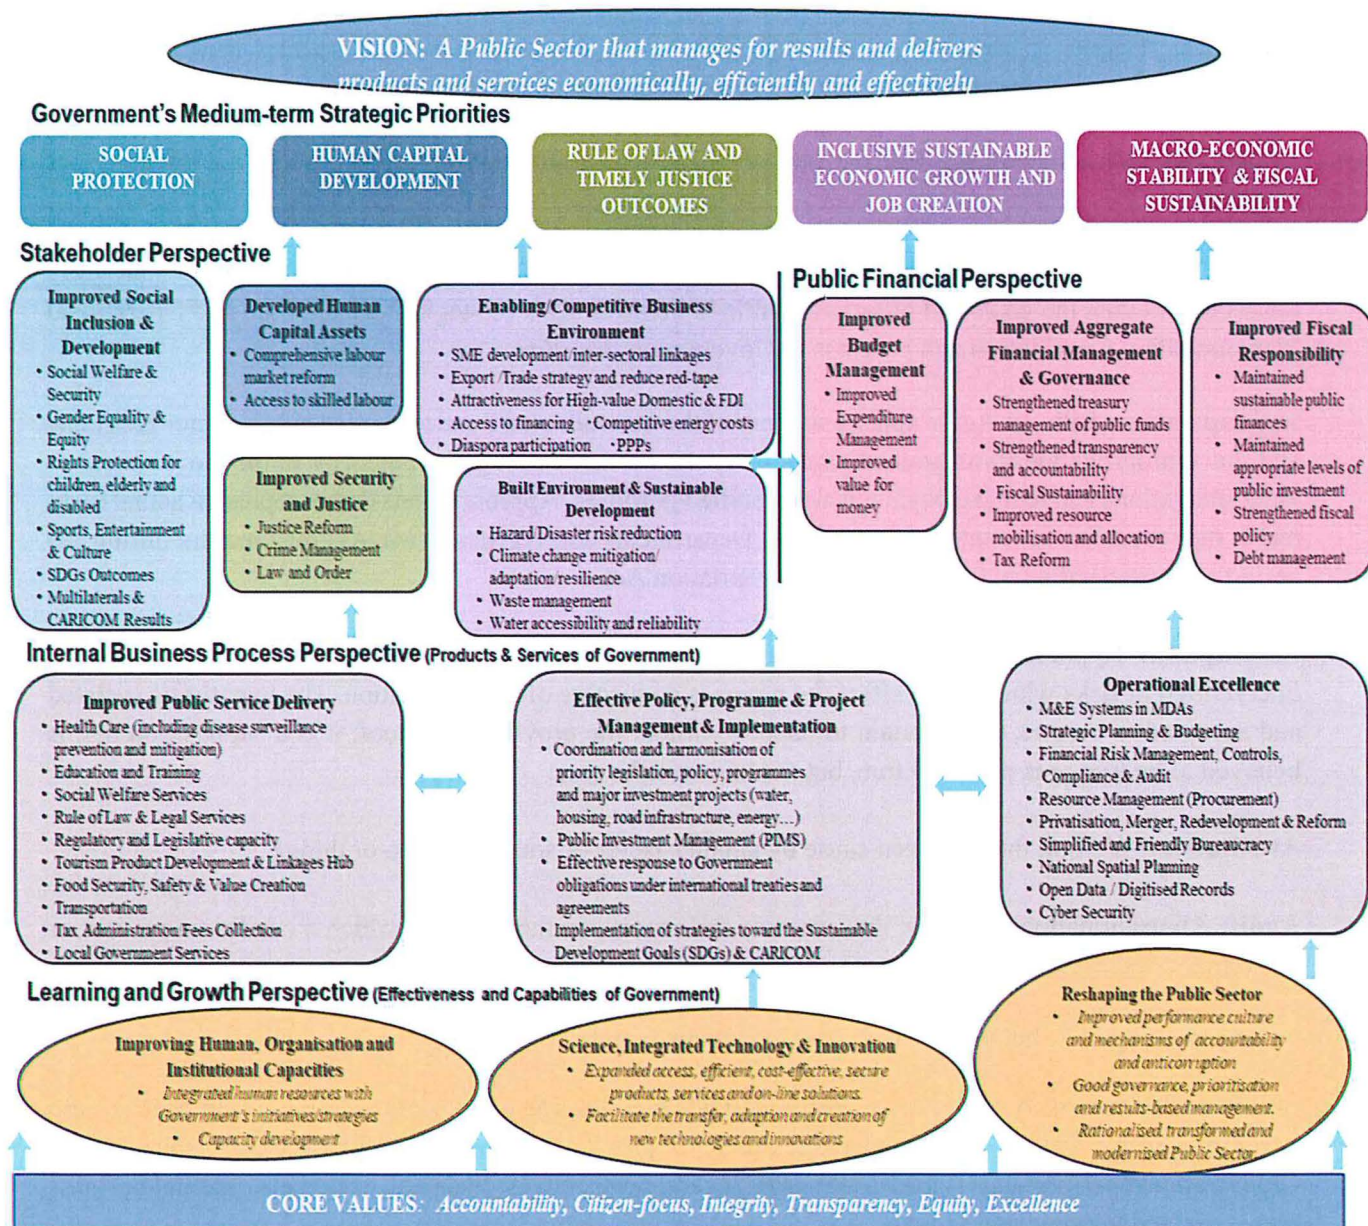 VISION: A Public Sector that manages for results and delivers
products and services economically, efficiently and effectively
Government's Medium-term Strategic Priorities
SOCIAL
PROTECTION
HUMAN CAPITAL
DEVELOPMENT
RULE OF LAW AND
TIMELY JUSTICE
OUTCOMES
INCLUSIVE SUSTAINABLE
ECONOMIC GROWTH AND
JOB CREATION
MACRO-ECONOMIC
STABILITY & FISCAL
SUSTAINABILITY
Stakeholder Perspective
Improved Social
Inclusion &
Development
• Social Welfare &
Security
• Gender Equality &
Equity
• Rights Protection for
children, elderly and
disabled
• Sports, Entertainment
& Culture
• SDGs Outcomes
• Multilaterals &
CARICOM Results
Developed Human
Capital Assets
• Comprehensive labour
market reform
• Access to skilled labour
Improved Security
and Justice
• Justice Reform
• Crime Management
• Law and Order
Enabling/Competitive Business
Environment
• SME development/inter-sectoral linkages
• Export /Trade strategy and reduce red-tape
• Attractiveness for High-value Domestic & FDI
• Access to financing ·Competitive energy costs
• Diaspora participation ·PPPs
Built Environment & Sustainable
Development
• Hazard/Disaster risk reduction
• Climate change mitigation/
adaptation/resilience
• Waste management
• Water accessibility and reliability
Public Financial Perspective
Improved
Budget
Management
• Improved
Expenditure
Management
• Improved
value for
money
Improved Aggregate
Financial Management
& Governance
• Strengthened treasury
management of public funds
• Strengthened transparency
and accountability
• Fiscal Sustainability
• Improved resource
mobilisation and allocation
• Tax Reform
Improved Fiscal
Responsibility
• Maintained
sustainable public
finances
• Maintained
appropriate levels of
public investment
• Strengthened fiscal
policy
• Debt management
Internal Business Process Perspective (Products & Services of Government)
Improved Public Service Delivery
• Health Care (including disease surveillance
prevention and mitigation)
• Education and Training
• Social Welfare Services
• Rule of Law & Legal Services
• Regulatory and Legislative capacity
• Tourism Product Development & Linkages Hub
• Food Security, Safety & Value Creation
• Transportation
• Tax Administration Fees Collection
• Local Government Services
Effective Policy, Programme & Project
Management & Implementation
• Coordination and harmonisation of
priority legislation, policy, programmes
and major investment projects (water,
housing, road infrastructure, energy…)
• Public Investment Management (PIMS)
• Effective response to Government
obligations under international treaties and
agreements
• Implementation of strategies toward the Sustainable
Development Goals (SDGs) & CARICOM
Operational Excellence
• M&E Systems in MDAs
• Strategic Planning & Budgeting
• Financial Risk Management, Controls,
Compliance & Audit
• Resource Management (Procurement)
• Privatisation, Merger, Redevelopment & Reform
• Simplified and Friendly Bureaucracy
• National Spatial Planning
• Open Data / Digitised Records
• Cyber Security
Learning and Growth Perspective (Effectiveness and Capabilities of Government)
Improving Human, Organisation and
Institutional Capacities
• Integrated human resources with
Government's initiatives/strategies
• Capacity development
Science, Integrated Technology & Innovation
• Expanded access, efficient, cost-effective, secure
products, services and on-line solutions.
• Facilitate the transfer, adaption and creation of
new technologies and innovations
Reshaping the Public Sector
• Improved performance culture
and mechanisms of accountability
and anticorruption
• Good governance, prioritisation
and results-based management.
• Rationalised, transformed and
modernised Public Sector
CORE VALUES: Accountability, Citizen-focus, Integrity, Transparency, Equity, Excellence